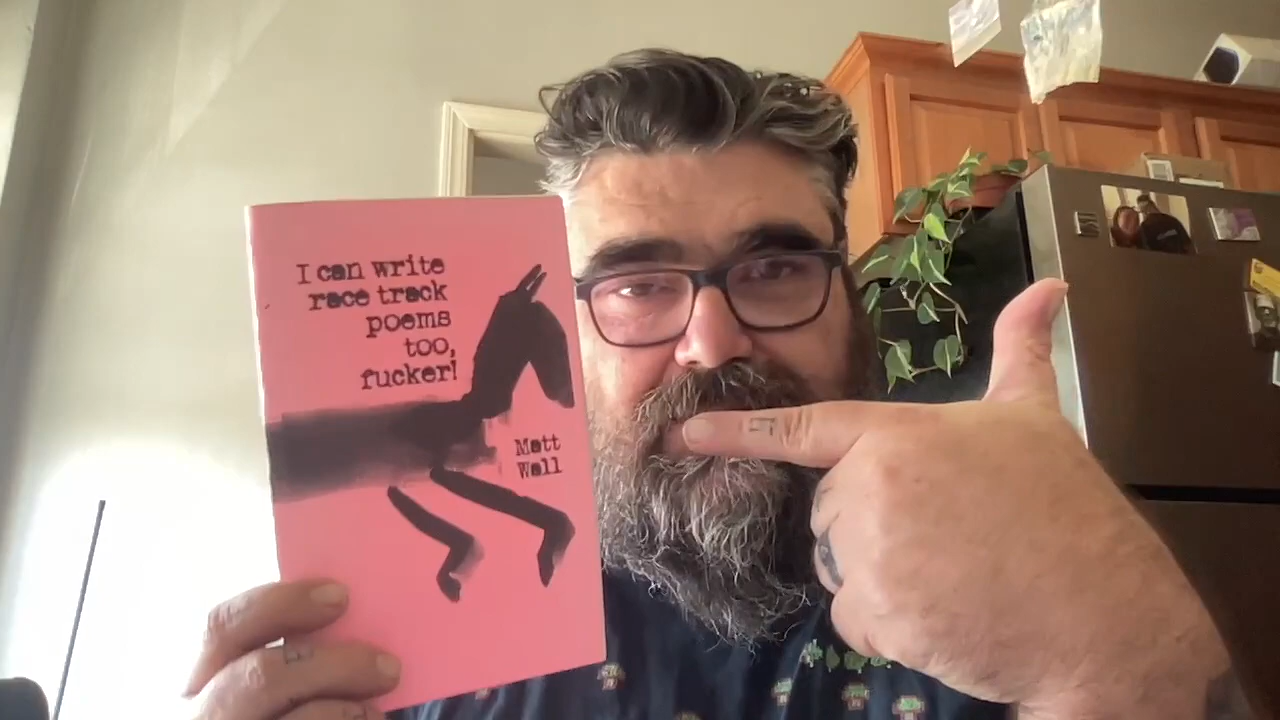 I can write
race track
poems
too,
fucker!
Matt
Wall